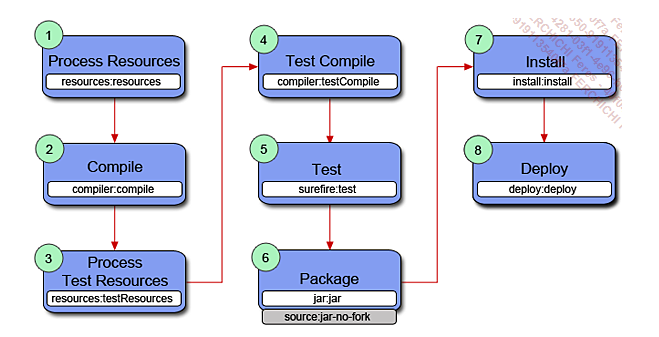 1
Process Resources
resources:resources
2
Compile
compiler:compile
3
Process
Test Resources
resources:testResources
4
Test Compile
compiler:testCompile
5
Test
surefire:test
6
Package
jar:jar
source:jar-no-fork
7
Install
install:install
8
Deploy
deploy:deploy